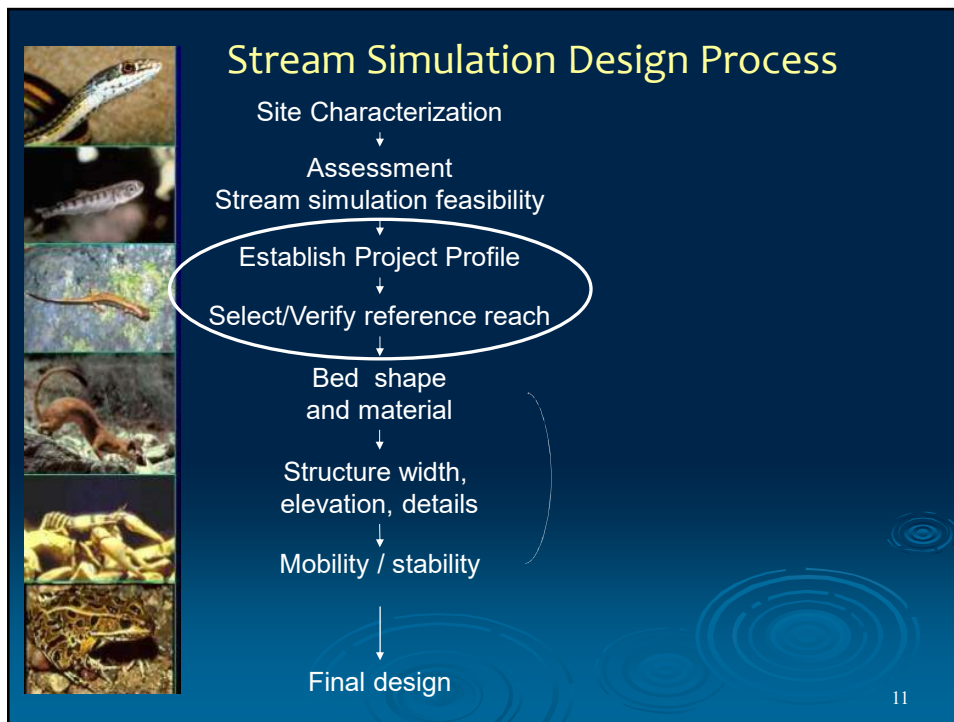 Stream Simulation Design Process
Site Characterization
Assessment
Stream simulation feasibility
Establish Project Profile
Select/Verify reference reach
Bed shape
and material
Structure width,
elevation, details
Mobility / stability
Final design
11